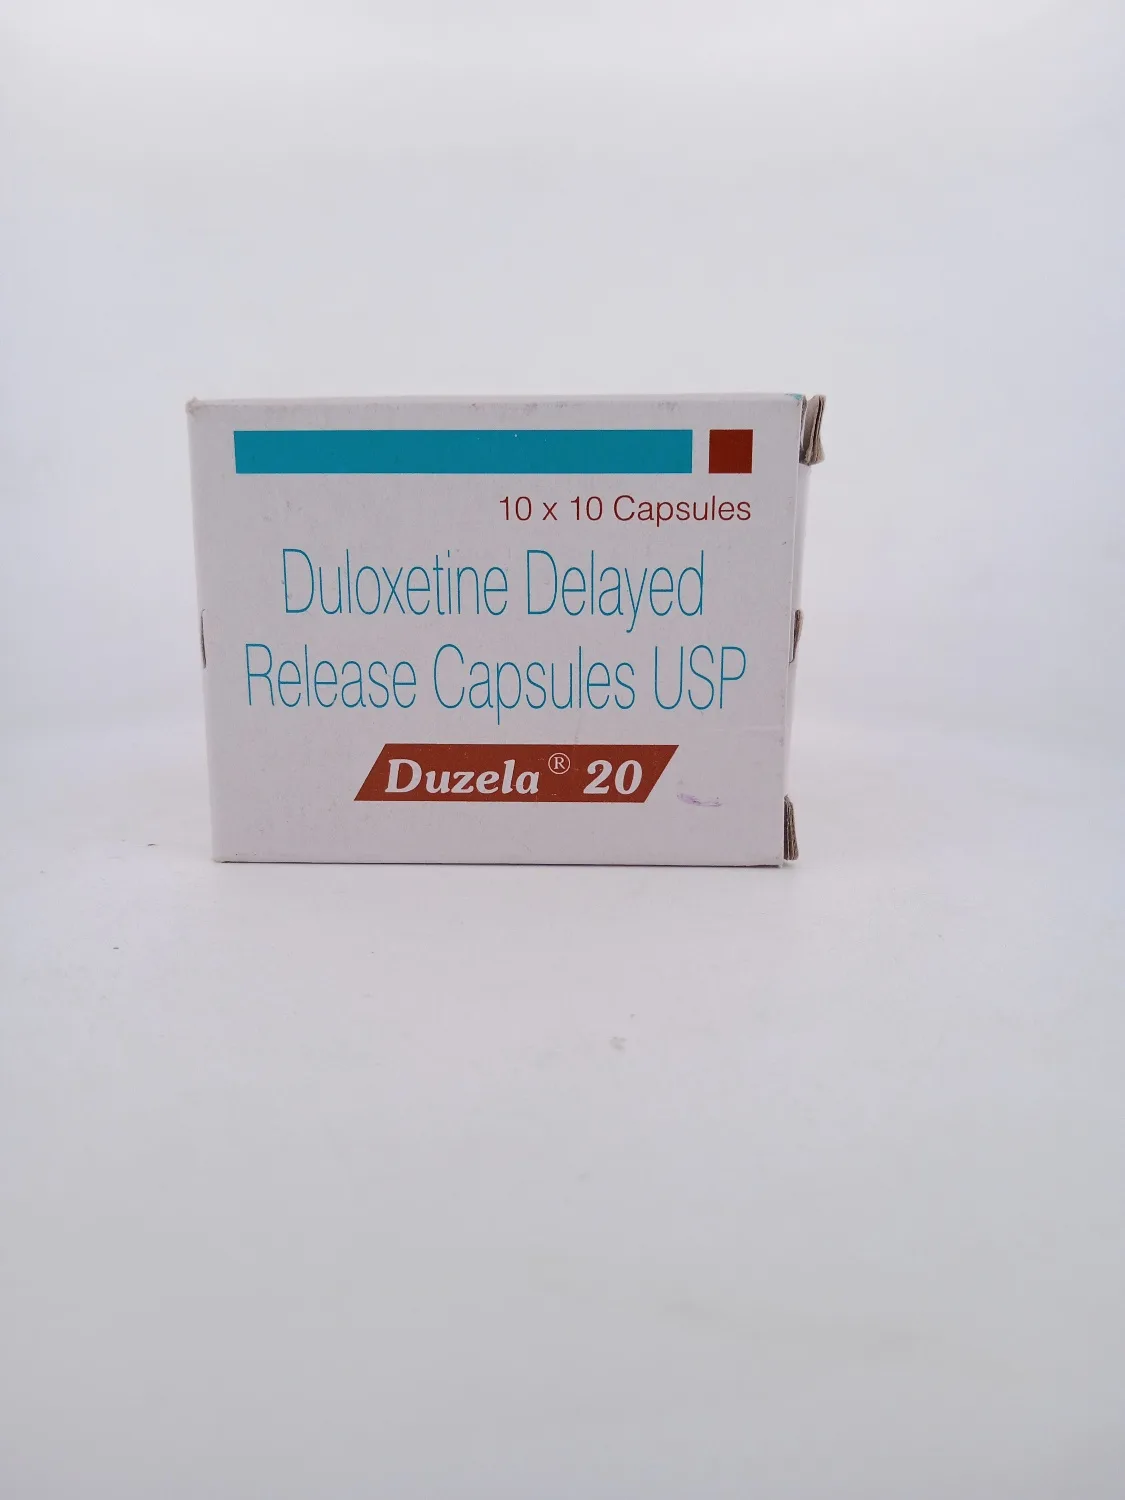 10 x 10 Capsules
Duloxetine Delayed
Release Capsules USP
Duzela® 20